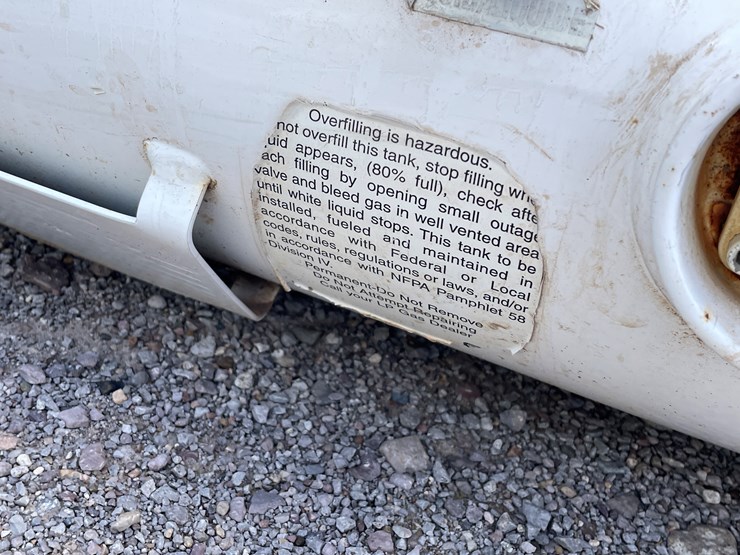 Overfilling is hazardous.
not overfill this tank, stop filling whe
uid appears, (80% full), check afte
ach filling by opening small outage
valve and bleed gas in well vented area
until white liquid stops. This tank to be
installed, fueled and maintained in
accordance with Federal or Local
codes, rules, regulations or laws, and/or
in accordance with NFPA Pamphlet 58
Division IV.
Permanent-Do Not Remove
Do Not Attempt Repairing
Call your LP Gas Dealer